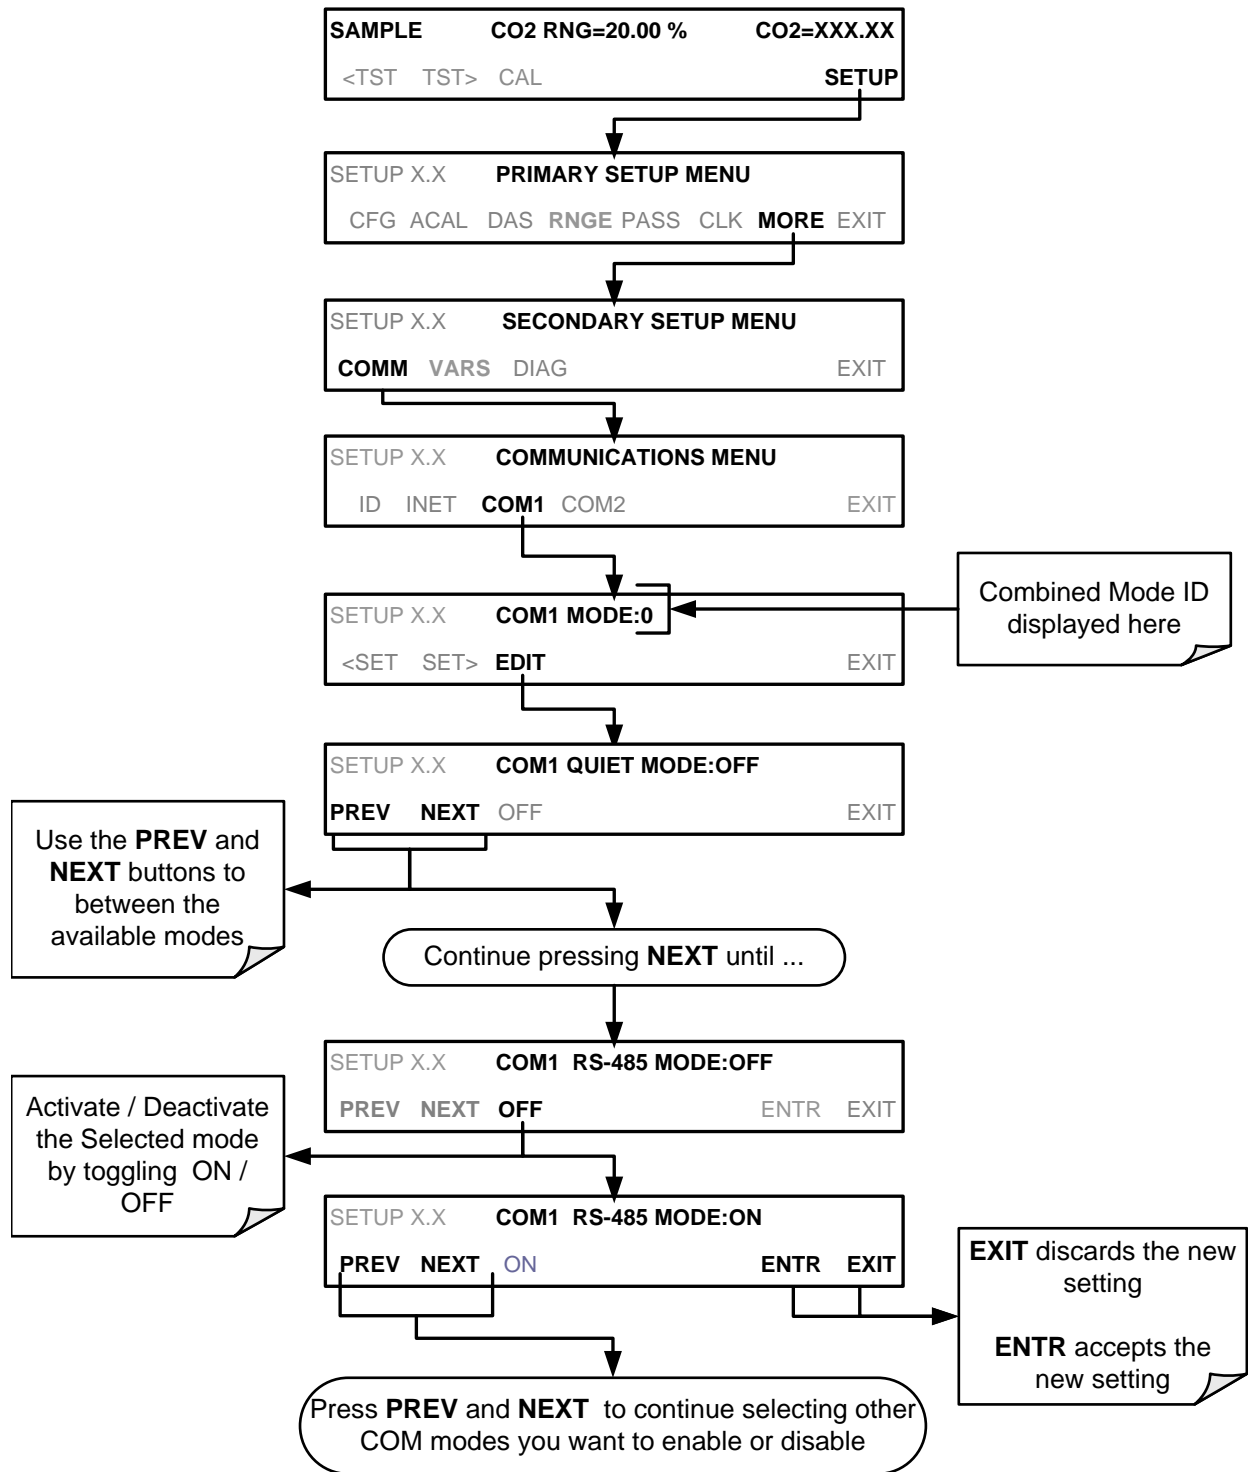 SAMPLE CO2 RNG=20.00 % CO2=XXX.XX
<TST TST> CAL SETUP
SETUP X.X PRIMARY SETUP MENU
CFG ACAL DAS RNGE PASS CLK MORE EXIT
SETUP X.X SECONDARY SETUP MENU
COMM VARS DIAG EXIT
SETUP X.X COMMUNICATIONS MENU
ID INET COM1 COM2 EXIT
SETUP X.X COM1 MODE:0
<SET SET> EDIT EXIT
Combined Mode ID
displayed here
SETUP X.X COM1 QUIET MODE:OFF
PREV NEXT OFF EXIT
Use the PREV and
NEXT buttons to
between the
available modes
Continue pressing NEXT until ...
SETUP X.X COM1 RS-485 MODE:OFF
PREV NEXT OFF ENTR EXIT
Activate / Deactivate
the Selected mode
by toggling ON /
OFF
SETUP X.X COM1 RS-485 MODE:ON
PREV NEXT ON ENTR EXIT
EXIT discards the new
setting
ENTR accepts the
new setting
Press PREV and NEXT to continue selecting other
COM modes you want to enable or disable